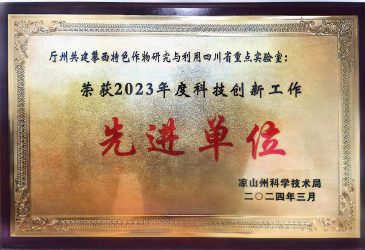 厅州共建攀西特色作物研究与利用四川省重点实验室：
荣获2023年度科技创新工作
先进单位
凉山州科学技术局
二〇二四年三月